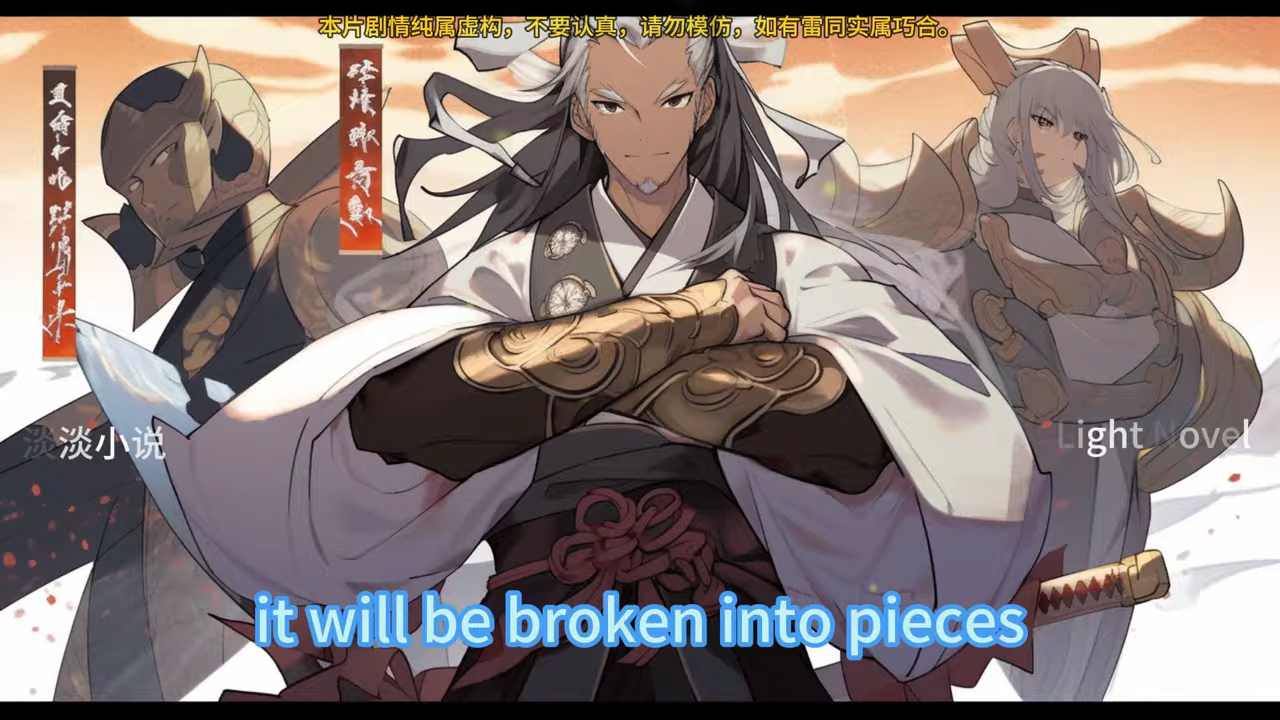 本片剧情纯属虚构，不要认真，请勿模仿，如有雷同实属巧合。
淡淡小说
Light Novel
it will be broken into pieces